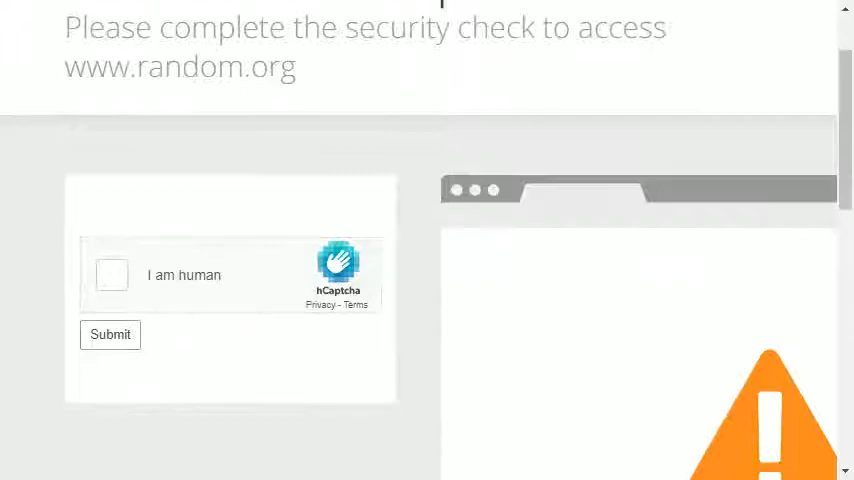 Please complete the security check to access
www.random.org
I am human
hCaptcha
Privacy - Terms
Submit